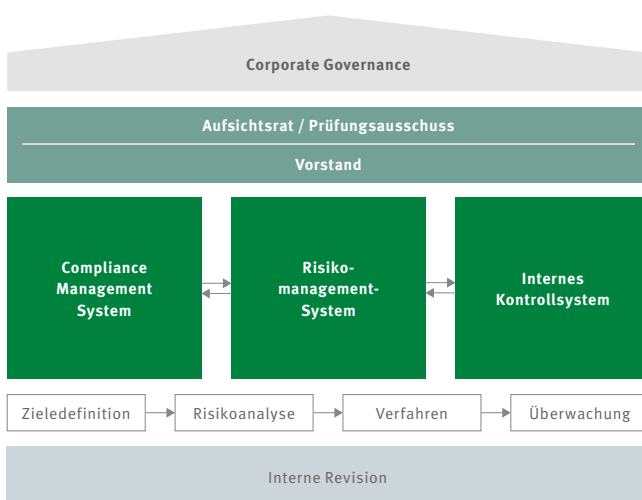 Corporate Governance
Aufsichtsrat / Prüfungsausschuss
Vorstand
Compliance
Management
System
Risiko-
management-
System
Internes
Kontrollsystem
Zieledefinition
Risikoanalyse
Verfahren
Überwachung
Interne Revision